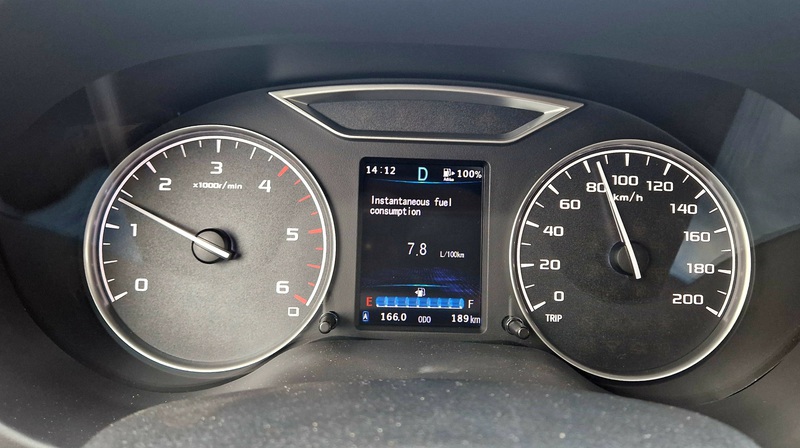 0
1
2
3
4
5
6
0
x1000r/min
14:12 D 100%
Instantaneous fuel
consumption
7.8 L/100km
E F
A 166.0 ODO 189 km
0
20
40
60
80
100
120
140
160
180
200
km/h
TRIP